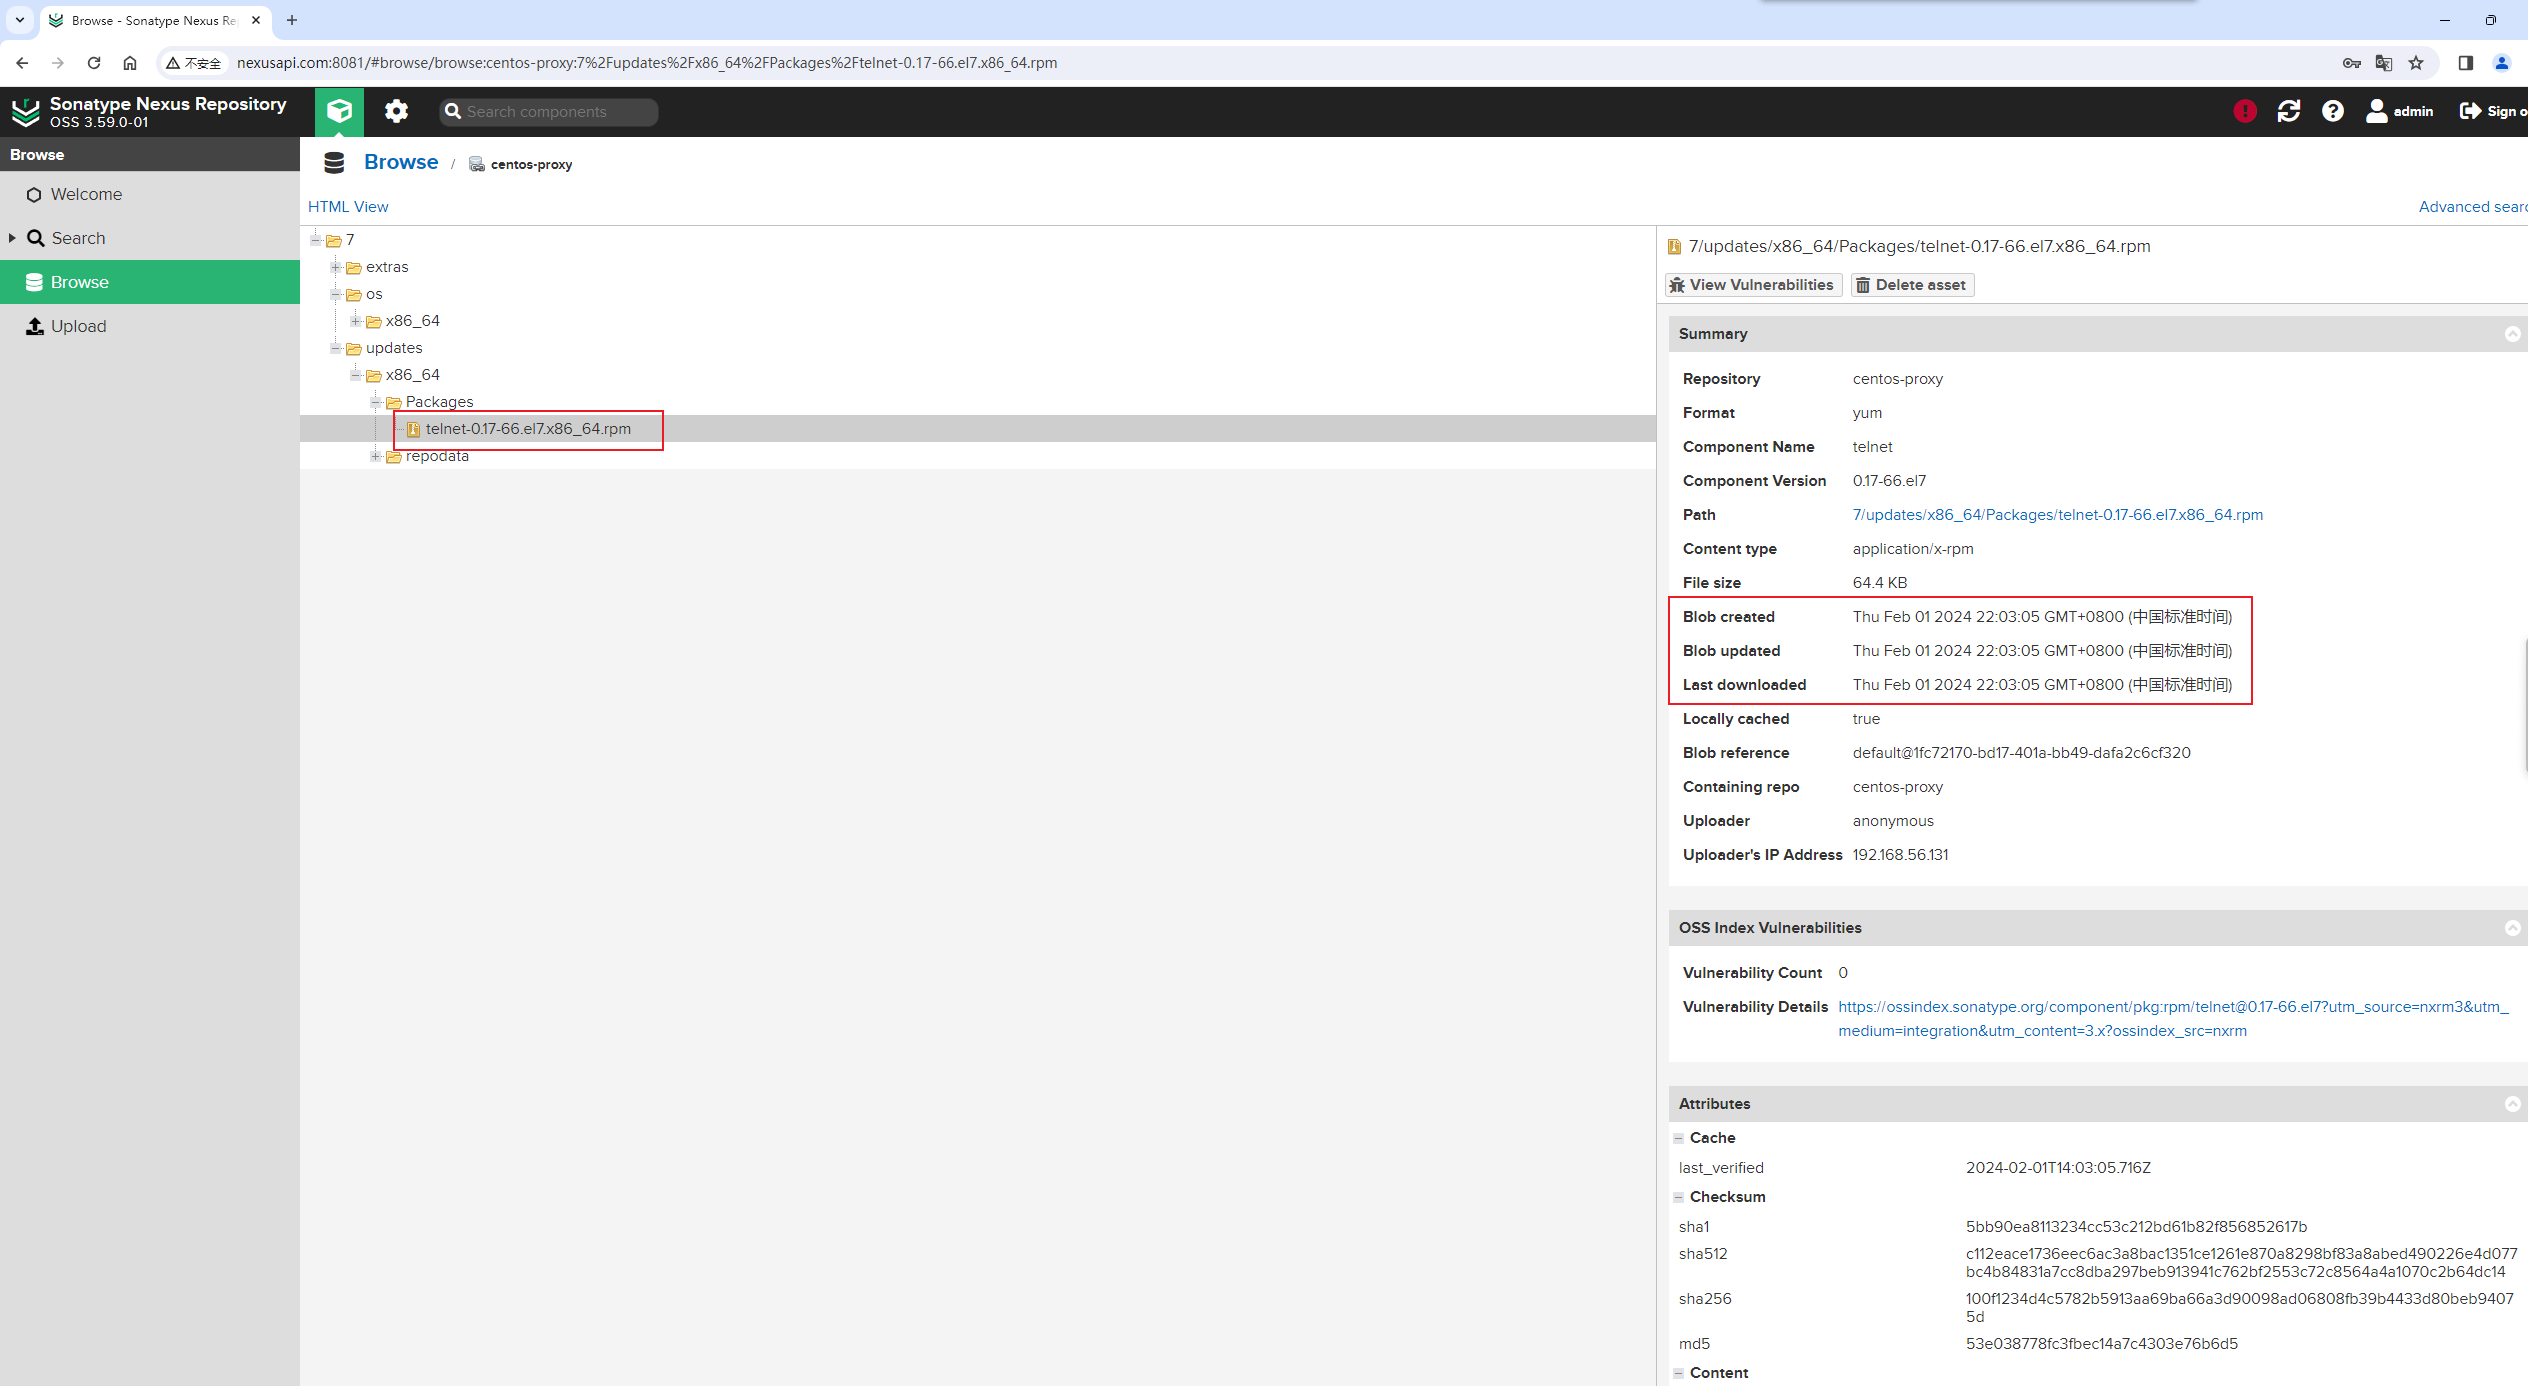 Browse - Sonatype Nexus Re
不安全
nexusapi.com:8081/#browse/browse:centos-proxy:7%2Fupdates%2Fx86_64%2FPackages%2Ftelnet-0.17-66.el7.x86_64.rpm
Sonatype Nexus Repository
OSS 3.59.0-01
Search components
admin
Sign o
Browse
Welcome
Search
Browse
Upload
Browse / centos-proxy
HTML View
Advanced searc
7
extras
os
x86_64
updates
x86_64
Packages
telnet-0.17-66.el7.x86_64.rpm
repodata
7/updates/x86_64/Packages/telnet-0.17-66.el7.x86_64.rpm
View Vulnerabilities
Delete asset
Summary
Repository centos-proxy
Format yum
Component Name telnet
Component Version 0.17-66.el7
Path 7/updates/x86_64/Packages/telnet-0.17-66.el7.x86_64.rpm
Content type application/x-rpm
File size 64.4 KB
Blob created Thu Feb 01 2024 22:03:05 GMT+0800 (中国标准时间)
Blob updated Thu Feb 01 2024 22:03:05 GMT+0800 (中国标准时间)
Last downloaded Thu Feb 01 2024 22:03:05 GMT+0800 (中国标准时间)
Locally cached true
Blob reference default@1fc72170-bd17-401a-bb49-dafa2c6cf320
Containing repo centos-proxy
Uploader anonymous
Uploader's IP Address 192.168.56.131
OSS Index Vulnerabilities
Vulnerability Count 0
Vulnerability Details https://ossindex.sonatype.org/component/pkg:rpm/telnet@0.17-66.el7?utm_source=nxrm3&utm_
medium=integration&utm_content=3.x?ossindex_src=nxrm
Attributes
Cache
last_verified 2024-02-01T14:03:05.716Z
Checksum
sha1 5bb90ea8113234cc53c212bd61b82f856852617b
sha512 c112eace1736eec6ac3a8bac1351ce1261e870a8298bf83a8abed490226e4d077
bc4b84831a7cc8dba297beb913941c762bf2553c72c8564a4a1070c2b64dc14
sha256 100f1234d4c5782b5913aa69ba66a3d90098ad06808fb39b4433d80beb9407
5d
md5 53e038778fc3fbec14a7c4303e76b6d5
Content